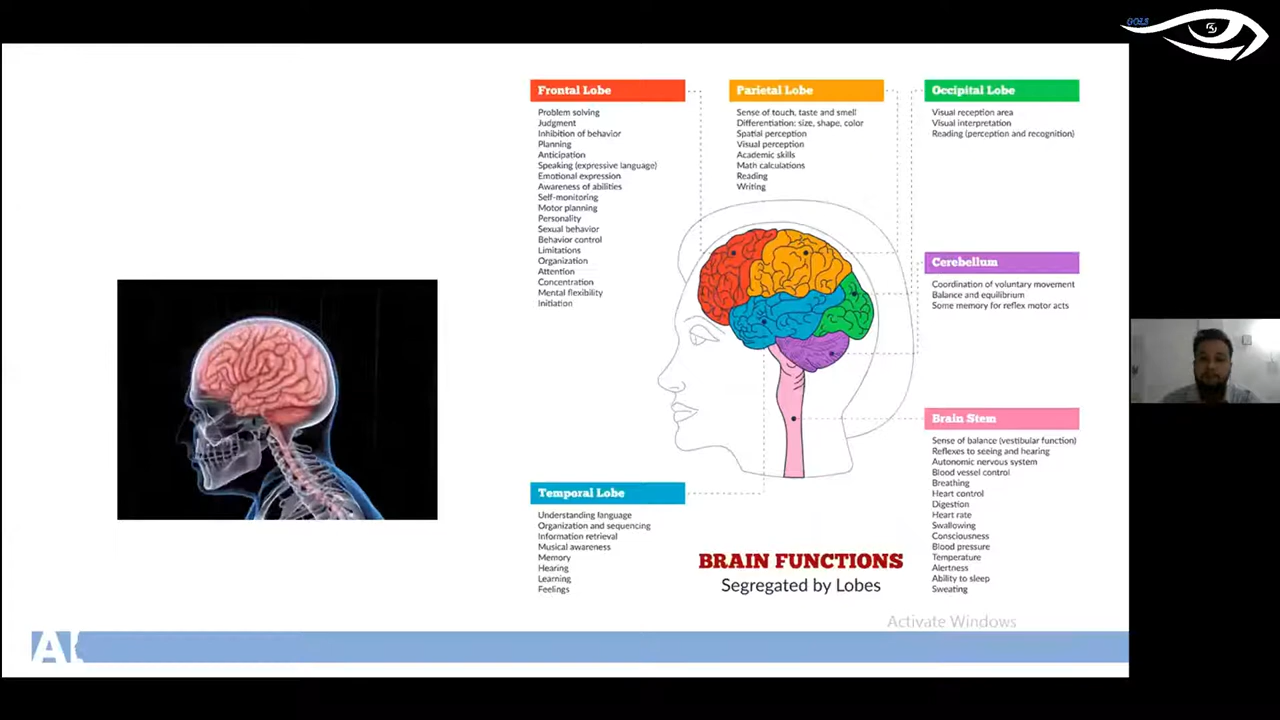 GOLS
Frontal Lobe
Problem solving
Judgment
Inhibition of behavior
Planning
Anticipation
Speaking (expressive language)
Emotional expression
Awareness of abilities
Self-monitoring
Motor planning
Personality
Sexual behavior
Behavior control
Limitations
Organization
Attention
Concentration
Mental flexibility
Initiation
Parietal Lobe
Sense of touch, taste and smell
Differentiation: size, shape, color
Spatial perception
Visual perception
Academic skills
Math calculations
Reading
Writing
Occipital Lobe
Visual reception area
Visual interpretation
Reading (perception and recognition)
Cerebellum
Coordination of voluntary movement
Balance and equilibrium
Some memory for reflex motor acts
Brain Stem
Sense of balance (vestibular function)
Reflexes to seeing and hearing
Autonomic nervous system
Blood vessel control
Breathing
Heart control
Digestion
Heart rate
Swallowing
Consciousness
Blood pressure
Temperature
Alertness
Ability to sleep
Sweating
Temporal Lobe
Understanding language
Organization and sequencing
Information retrieval
Musical awareness
Memory
Hearing
Learning
Feelings
BRAIN FUNCTIONS
Segregated by Lobes
Activate Windows